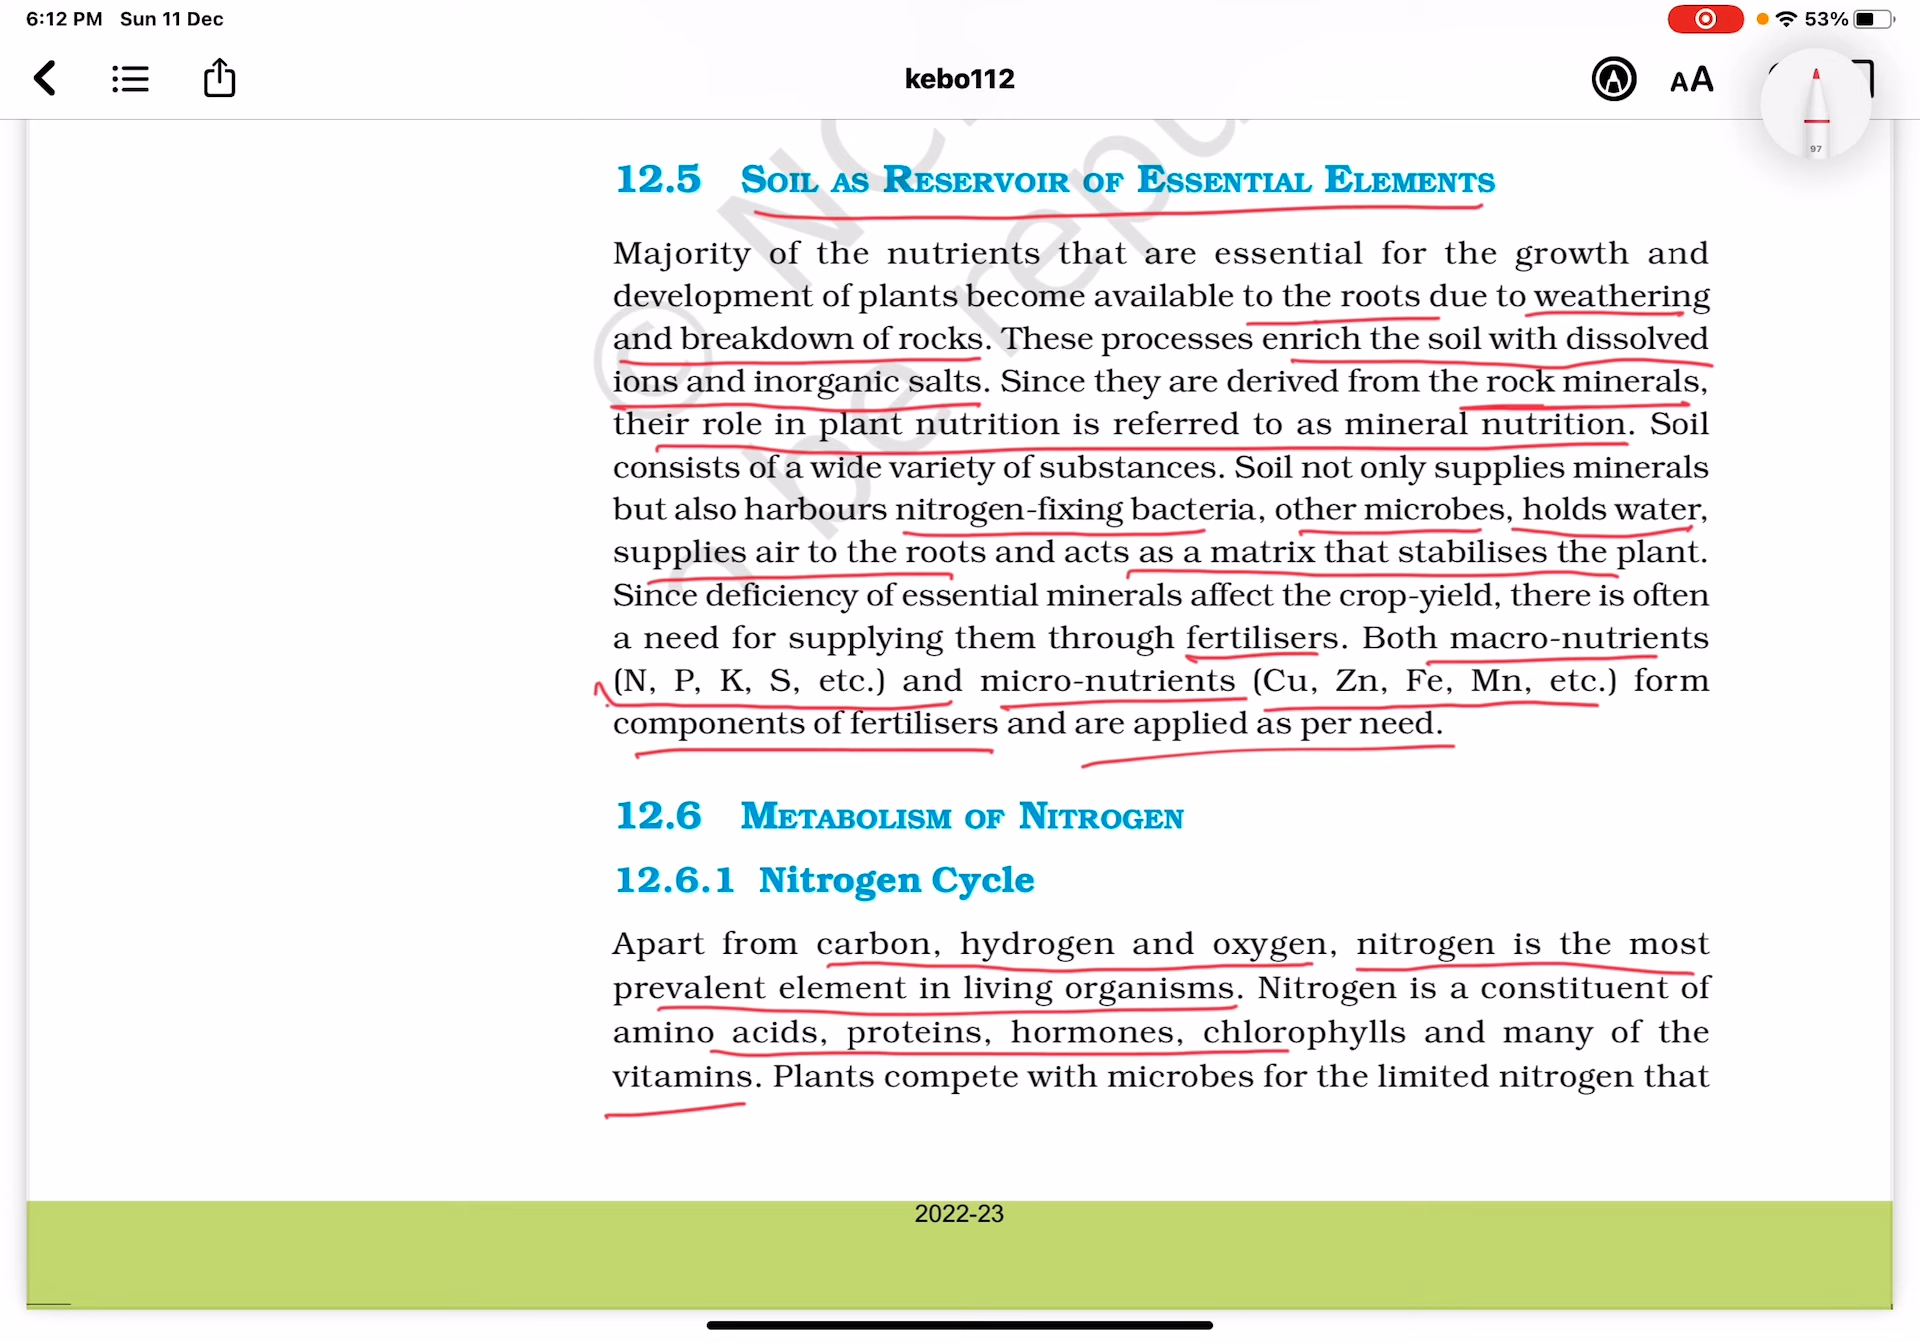 6:12 PM Sun 11 Dec
53%
kebo112
AA
97
12.5 SOIL AS RESERVOIR OF ESSENTIAL ELEMENTS
Majority of the nutrients that are essential for the growth and
development of plants become available to the roots due to weathering
and breakdown of rocks. These processes enrich the soil with dissolved
ions and inorganic salts. Since they are derived from the rock minerals,
their role in plant nutrition is referred to as mineral nutrition. Soil
consists of a wide variety of substances. Soil not only supplies minerals
but also harbours nitrogen-fixing bacteria, other microbes, holds water,
supplies air to the roots and acts as a matrix that stabilises the plant.
Since deficiency of essential minerals affect the crop-yield, there is often
a need for supplying them through fertilisers. Both macro-nutrients
(N, P, K, S, etc.) and micro-nutrients (Cu, Zn, Fe, Mn, etc.) form
components of fertilisers and are applied as per need.
12.6 METABOLISM OF NITROGEN
12.6.1 Nitrogen Cycle
Apart from carbon, hydrogen and oxygen, nitrogen is the most
prevalent element in living organisms. Nitrogen is a constituent of
amino acids, proteins, hormones, chlorophylls and many of the
vitamins. Plants compete with microbes for the limited nitrogen that
2022-23